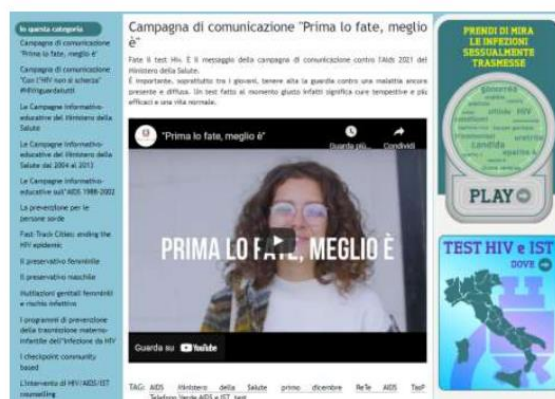 In questa categoria
Campagna di comunicazione
"Prima lo fate, meglio è"
Campagna di comunicazione
"Con l'HIV non si scherza"
#HIVguardatutti
Le Campagne informativo-
educative del Ministero della
Salute
Le Campagne informativo-
educative del Ministero della
Salute dal 2004 al 2013
Le Campagne informativo-
educative sull'AIDS 1988-2002
La prevenzione per le
persone sorde
Fast-Track Cities: ending the
HIV epidemic
Il preservativo femminile
Il preservativo maschile
Mutilazioni genitali femminili
e rischio infettivo
I programmi di prevenzione
della trasmissione materno-
infantile dell'infezione da HIV
I checkpoint community
based
L'intervento di HIV/AIDS/IST
counselling
Campagna di comunicazione "Prima lo fate, meglio
è"
Fate il test Hiv. È il messaggio della campagna di comunicazione contro l'Aids 2021 del
Ministero della Salute.
È importante, soprattutto tra i giovani, tenere alta la guardia contro una malattia ancora
presente e diffusa. Un test fatto al momento giusto infatti significa cure tempestive e più
efficaci e una vita normale.
"Prima lo fate, meglio è"
Guarda più...
Condividi
PRIMA LO FATE, MEGLIO È
Guarda su YouTube
TAG: AIDS Ministero della Salute primo dicembre ReTe AIDS TasP
Telefono Verde AIDS e IST test
PRENDI DI MIRA
LE INFEZIONI
SESSUALMENTE
TRASMESSE
gonorrea
sifilide HIV
condilomi
uretrite
candida
epatite
PLAY
TEST HIV e IST
DOVE